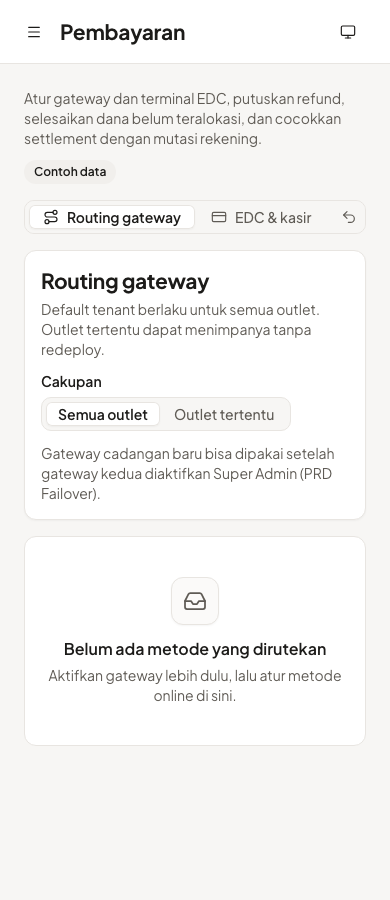 Pembayaran
Atur gateway dan terminal EDC, putuskan refund,
selesaikan dana belum teralokasi, dan cocokkan
settlement dengan mutasi rekening.
Contoh data
Routing gateway
EDC & kasir
Routing gateway
Default tenant berlaku untuk semua outlet.
Outlet tertentu dapat menimpanya tanpa
redeploy.
Cakupan
Semua outlet
Outlet tertentu
Gateway cadangan baru bisa dipakai setelah
gateway kedua diaktifkan Super Admin (PRD
Failover).
Belum ada metode yang dirutekan
Aktifkan gateway lebih dulu, lalu atur metode
online di sini.